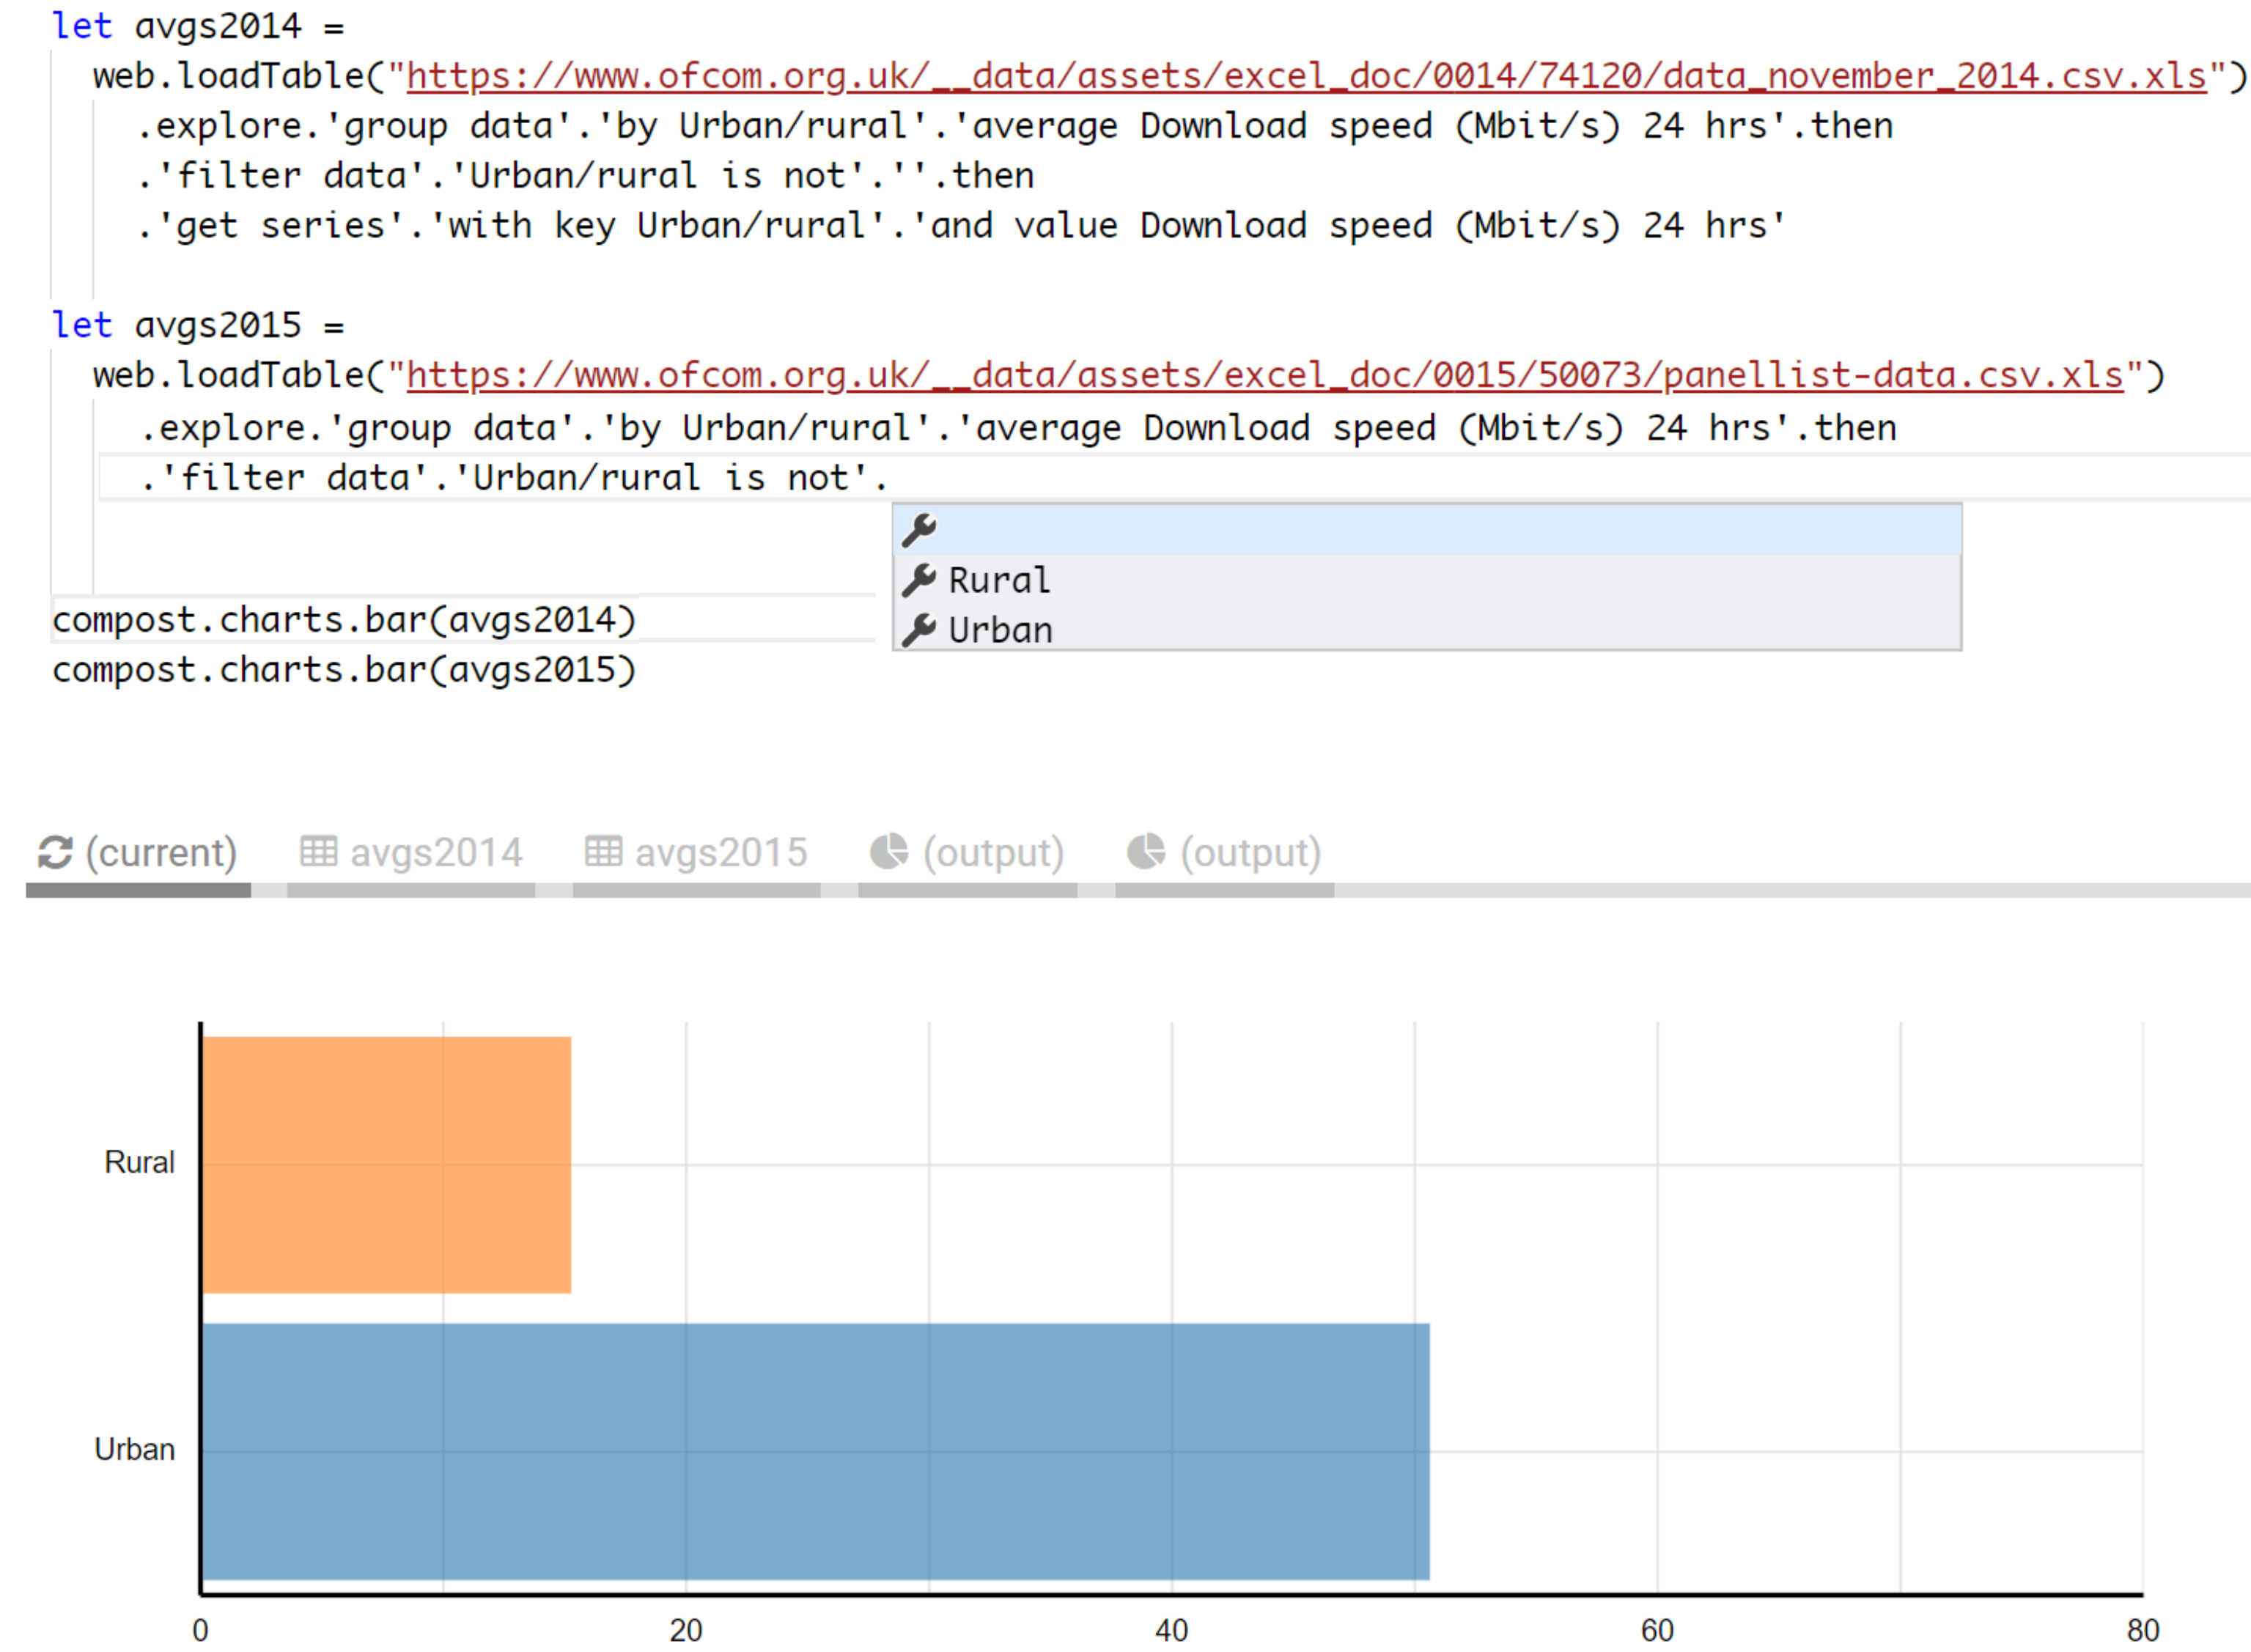 let avgs2014 =
web.loadTable("https://www.ofcom.org.uk/__data/assets/excel_doc/0014/74120/data_november_2014.csv.xls")
.explore.'group data'.'by Urban/rural'.'average Download speed (Mbit/s) 24 hrs'.then
.'filter data'.'Urban/rural is not'.''.then
.'get series'.'with key Urban/rural'.'and value Download speed (Mbit/s) 24 hrs'
let avgs2015 =
web.loadTable("https://www.ofcom.org.uk/__data/assets/excel_doc/0015/50073/panellist-data.csv.xls")
.explore.'group data'.'by Urban/rural'.'average Download speed (Mbit/s) 24 hrs'.then
.'filter data'.'Urban/rural is not'.
Rural
Urban
compost.charts.bar(avgs2014)
compost.charts.bar(avgs2015)
(current) avgs2014 avgs2015 (output) (output)
Rural
Urban
0 20 40 60 80